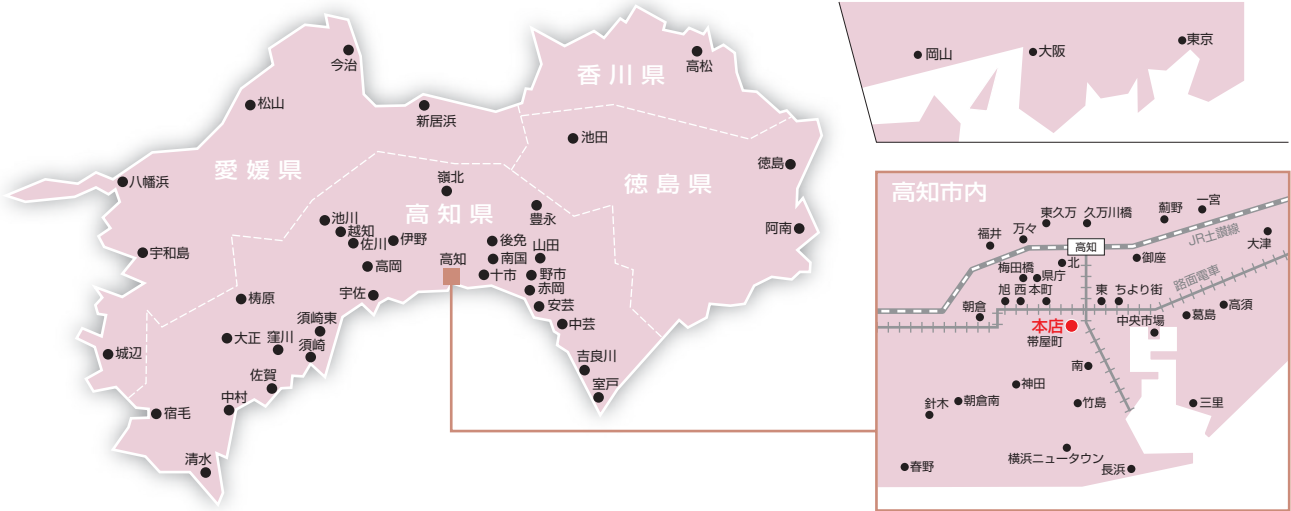 香川県
高松
今治
松山
新居浜
池田
愛媛県
徳島
徳島県
八幡浜
嶺北
高知県
豊永
池川
越知
佐川
伊野
後免
山田
阿南
宇和島
高知
南国
高岡
十市
野市
赤岡
梼原
宇佐
安芸
須崎東
中芸
大正
窪川
須崎
城辺
吉良川
佐賀
室戸
中村
宿毛
清水
岡山
大阪
東京
高知市内
一宮
薊野
東久万
久万川橋
万々
福井
JR土讃線
大津
高知
御座
北
梅田橋
県庁
路面電車
旭
西
本町
東
ちより街
高須
葛島
朝倉
中央市場
本店
帯屋町
南
神田
朝倉南
竹島
三里
針木
横浜ニュータウン
長浜
春野